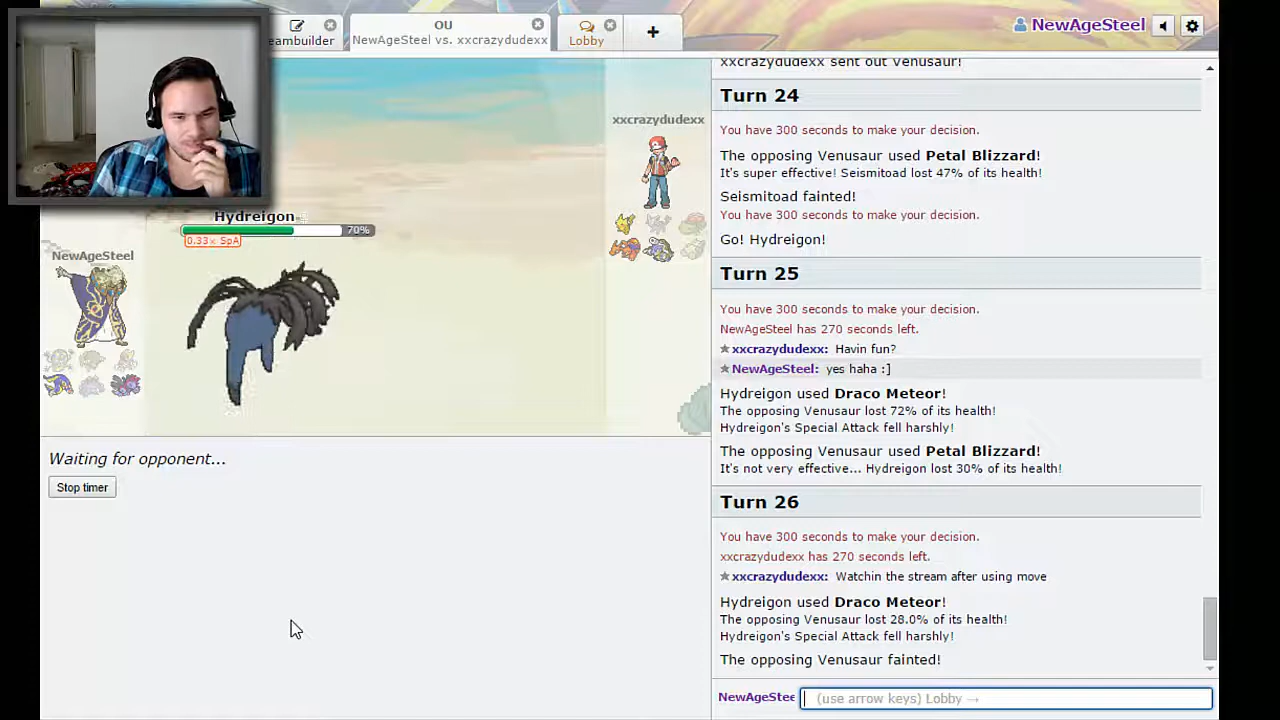 eambuilder
OU
NewAgeSteel vs. xxcrazydudexx
Lobby
+
NewAgeSteel
xxcrazydudexx sent out Venusaur!
Turn 24
You have 300 seconds to make your decision.
The opposing Venusaur used Petal Blizzard!
It's super effective! Seismitoad lost 47% of its health!
Seismitoad fainted!
You have 300 seconds to make your decision.
Go! Hydreigon!
Turn 25
You have 300 seconds to make your decision.
NewAgeSteel has 270 seconds left.
xxcrazydudexx: Havin fun?
NewAgeSteel: yes haha :]
Hydreigon used Draco Meteor!
The opposing Venusaur lost 72% of its health!
Hydreigon's Special Attack fell harshly!
The opposing Venusaur used Petal Blizzard!
It's not very effective... Hydreigon lost 30% of its health!
Turn 26
You have 300 seconds to make your decision.
xxcrazydudexx has 270 seconds left.
xxcrazydudexx: Watchin the stream after using move
Hydreigon used Draco Meteor!
The opposing Venusaur lost 28.0% of its health!
Hydreigon's Special Attack fell harshly!
The opposing Venusaur fainted!
NewAgeStee
(use arrow keys) Lobby →
xxcrazydudexx
Hydreigon
70%
0.33x SpA
NewAgeSteel
Waiting for opponent...
Stop timer